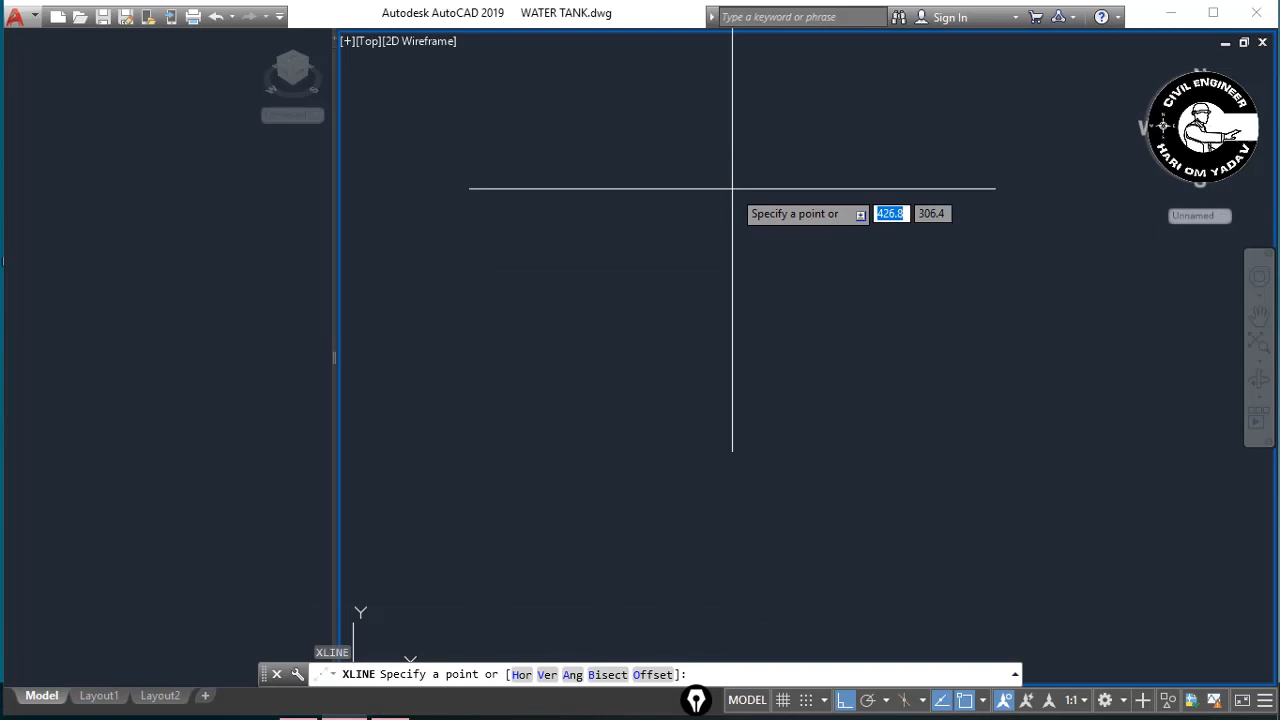 Autodesk AutoCAD 2019 WATER TANK.dwg
Type a keyword or phrase
Sign In
[+][Top][2D Wireframe]
CIVIL ENGINEER
HARI OM YADAV
W
S
W
Specify a point or 426.8 306.4
Unnamed
Y
XLINE
XLINE Specify a point or [Hor Ver Ang Bisect Offset]:
Model Layout1 Layout2 +
MODEL 1:1